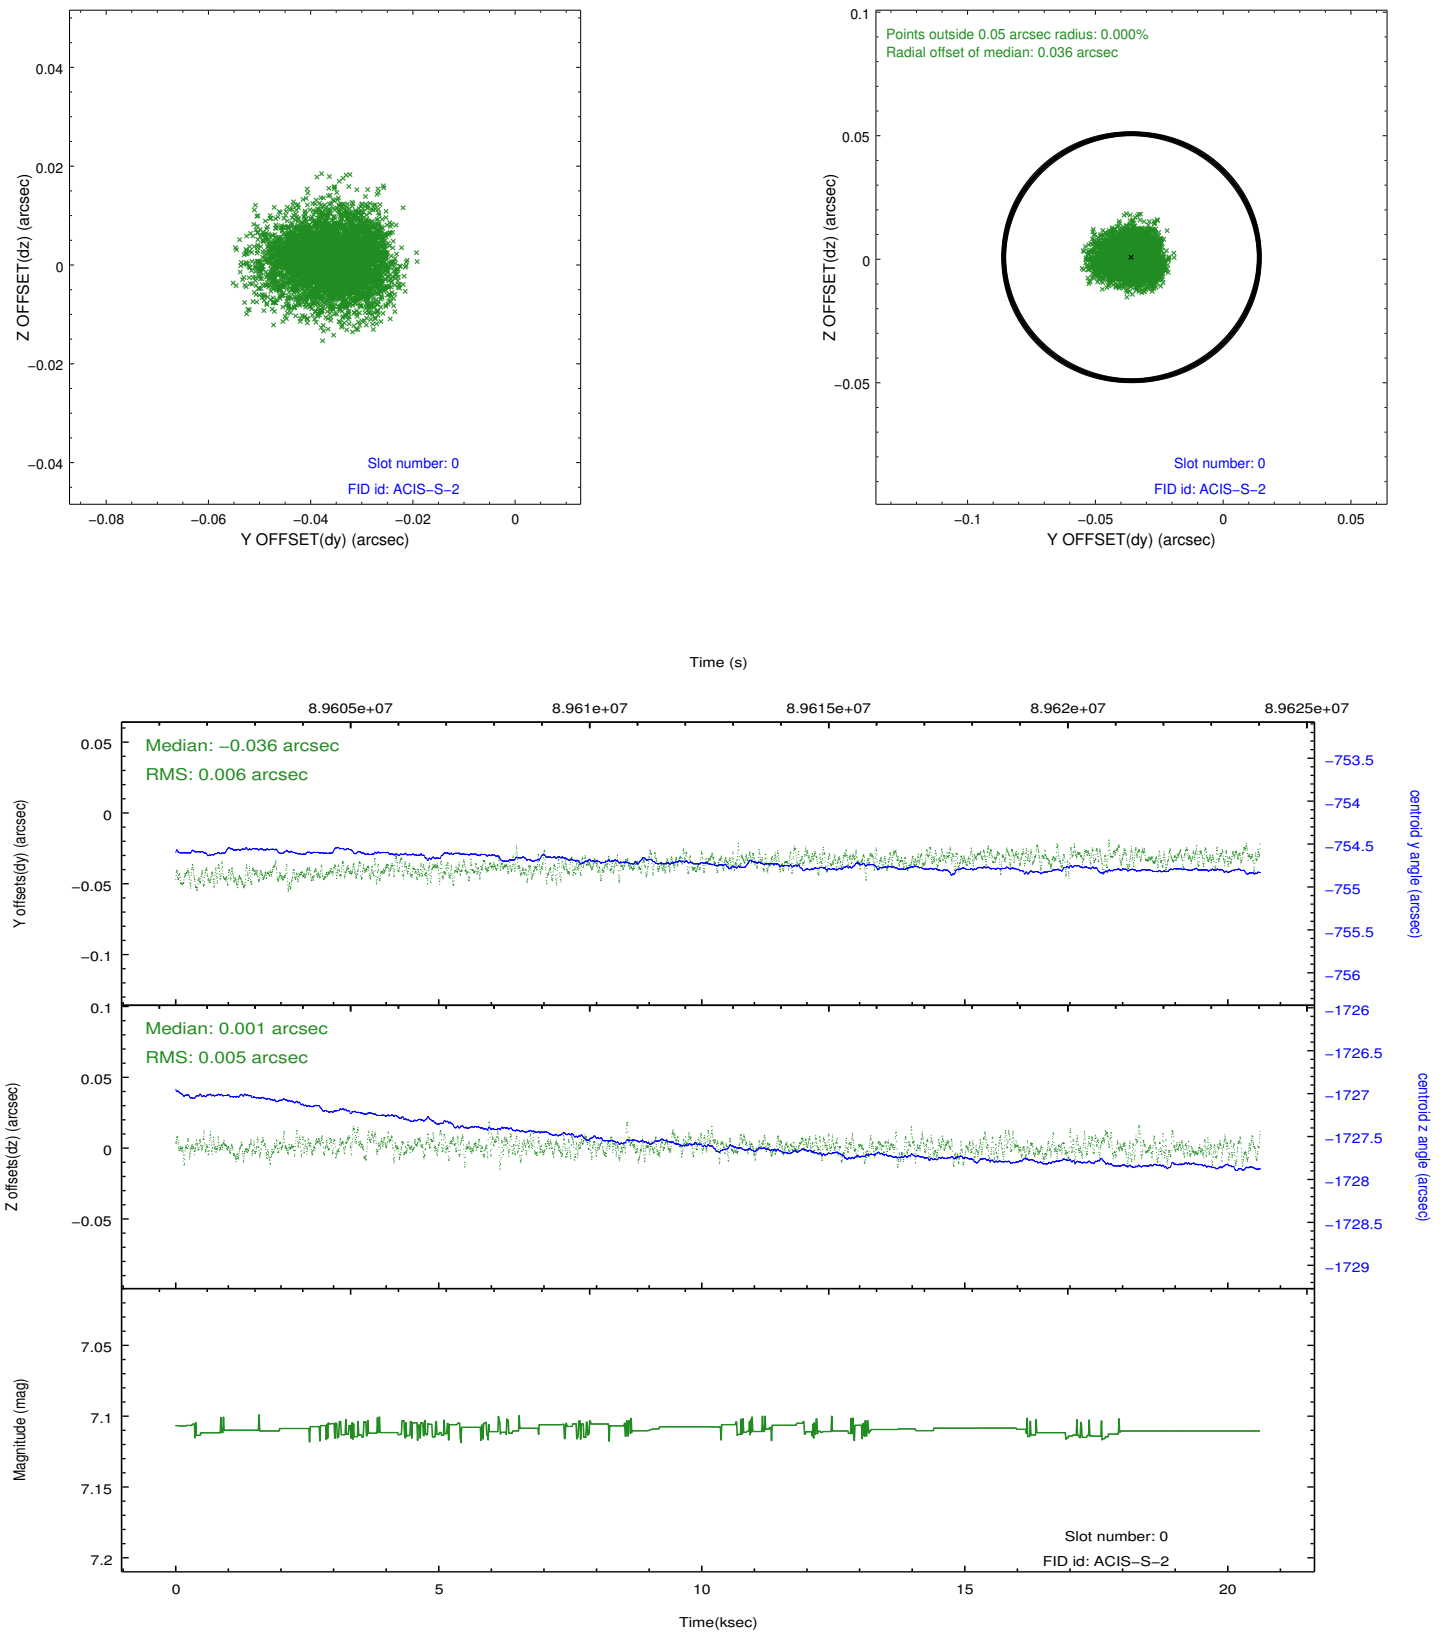 0.04
0.02
0
−0.02
−0.04
Z OFFSET(dz) (arcsec)
Slot number: 0
FID id: ACIS−S−2
−0.08
−0.06
−0.04
−0.02
0
Y OFFSET(dy) (arcsec)
Points outside 0.05 arcsec radius: 0.000%
Radial offset of median: 0.036 arcsec
0.1
0.05
0
−0.05
Z OFFSET(dz) (arcsec)
Slot number: 0
FID id: ACIS−S−2
−0.1
−0.05
0
0.05
Y OFFSET(dy) (arcsec)
Time (s)
8.9605e+07
8.961e+07
8.9615e+07
8.962e+07
8.9625e+07
Median: −0.036 arcsec
RMS: 0.006 arcsec
0.05
0
−0.05
−0.1
Y offsets(dy) (arcsec)
−753.5
−754
−754.5
−755
−755.5
−756
centroid y angle (arcsec)
Median: 0.001 arcsec
RMS: 0.005 arcsec
0.1
0.05
0
−0.05
Z offsets(dz) (arcsec)
−1726
−1726.5
−1727
−1727.5
−1728
−1728.5
−1729
centroid z angle (arcsec)
7.05
7.1
7.15
7.2
Magnitude (mag)
Slot number: 0
FID id: ACIS−S−2
0
5
10
15
20
Time(ksec)